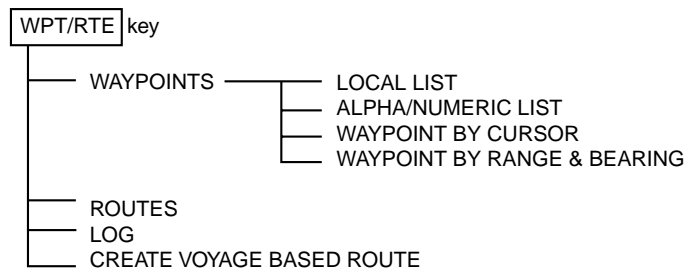 WPT/RTE key
WAYPOINTS
LOCAL LIST
ALPHA/NUMERIC LIST
WAYPOINT BY CURSOR
WAYPOINT BY RANGE & BEARING
ROUTES
LOG
CREATE VOYAGE BASED ROUTE